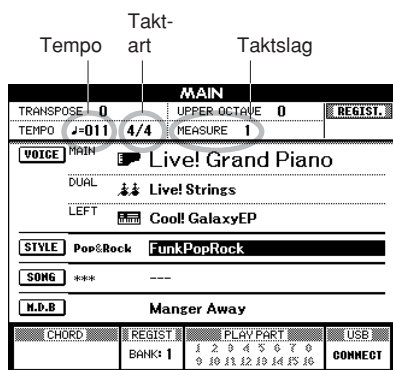 Takt-
Tempo art Taktslag
MAIN
TRANSPOSE 0 UPPER OCTAVE 0 REGIST.
TEMPO ♩=011 4/4 MEASURE 1
VOICE MAIN Live! Grand Piano
DUAL Live! Strings
LEFT Cool! GalaxyEP
STYLE Pop&Rock FunkPopRock
SONG *** ---
M.D.B Manger Away
CHORD REGIST PLAY PART USB
BANK: 1 1 2 3 4 5 6 7 8 CONNECT
9 10 11 12 13 14 15 16